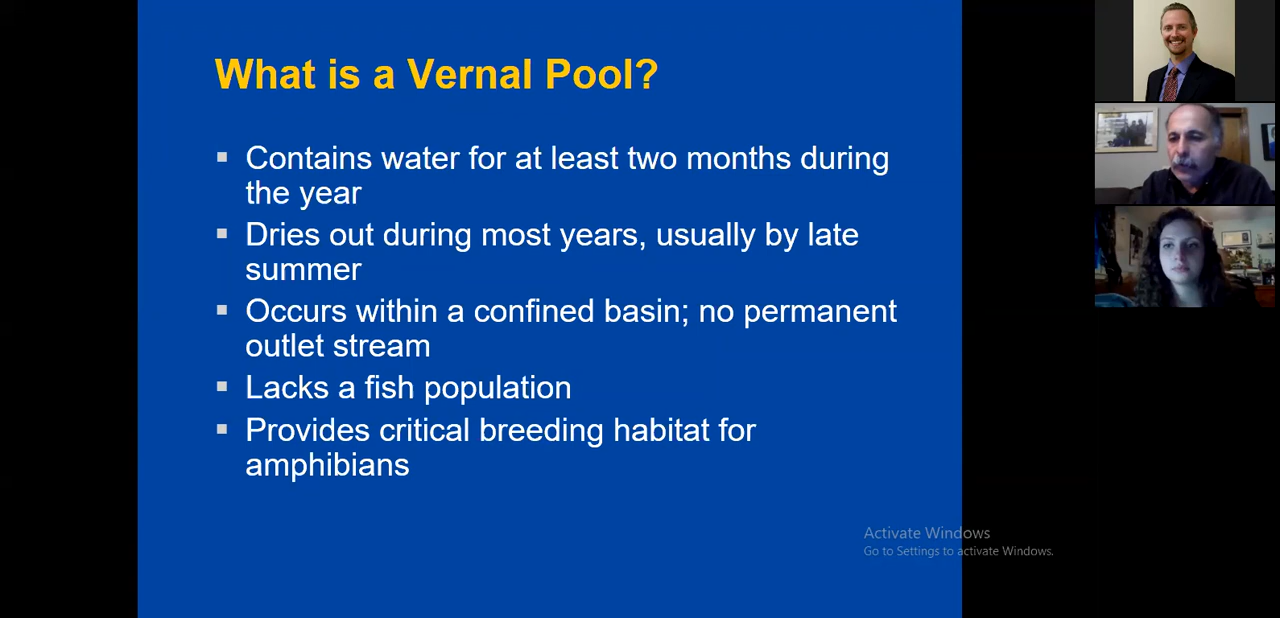 What is a Vernal Pool?
▪ Contains water for at least two months during
the year
▪ Dries out during most years, usually by late
summer
▪ Occurs within a confined basin; no permanent
outlet stream
▪ Lacks a fish population
▪ Provides critical breeding habitat for
amphibians
Activate Windows
Go to Settings to activate Windows.